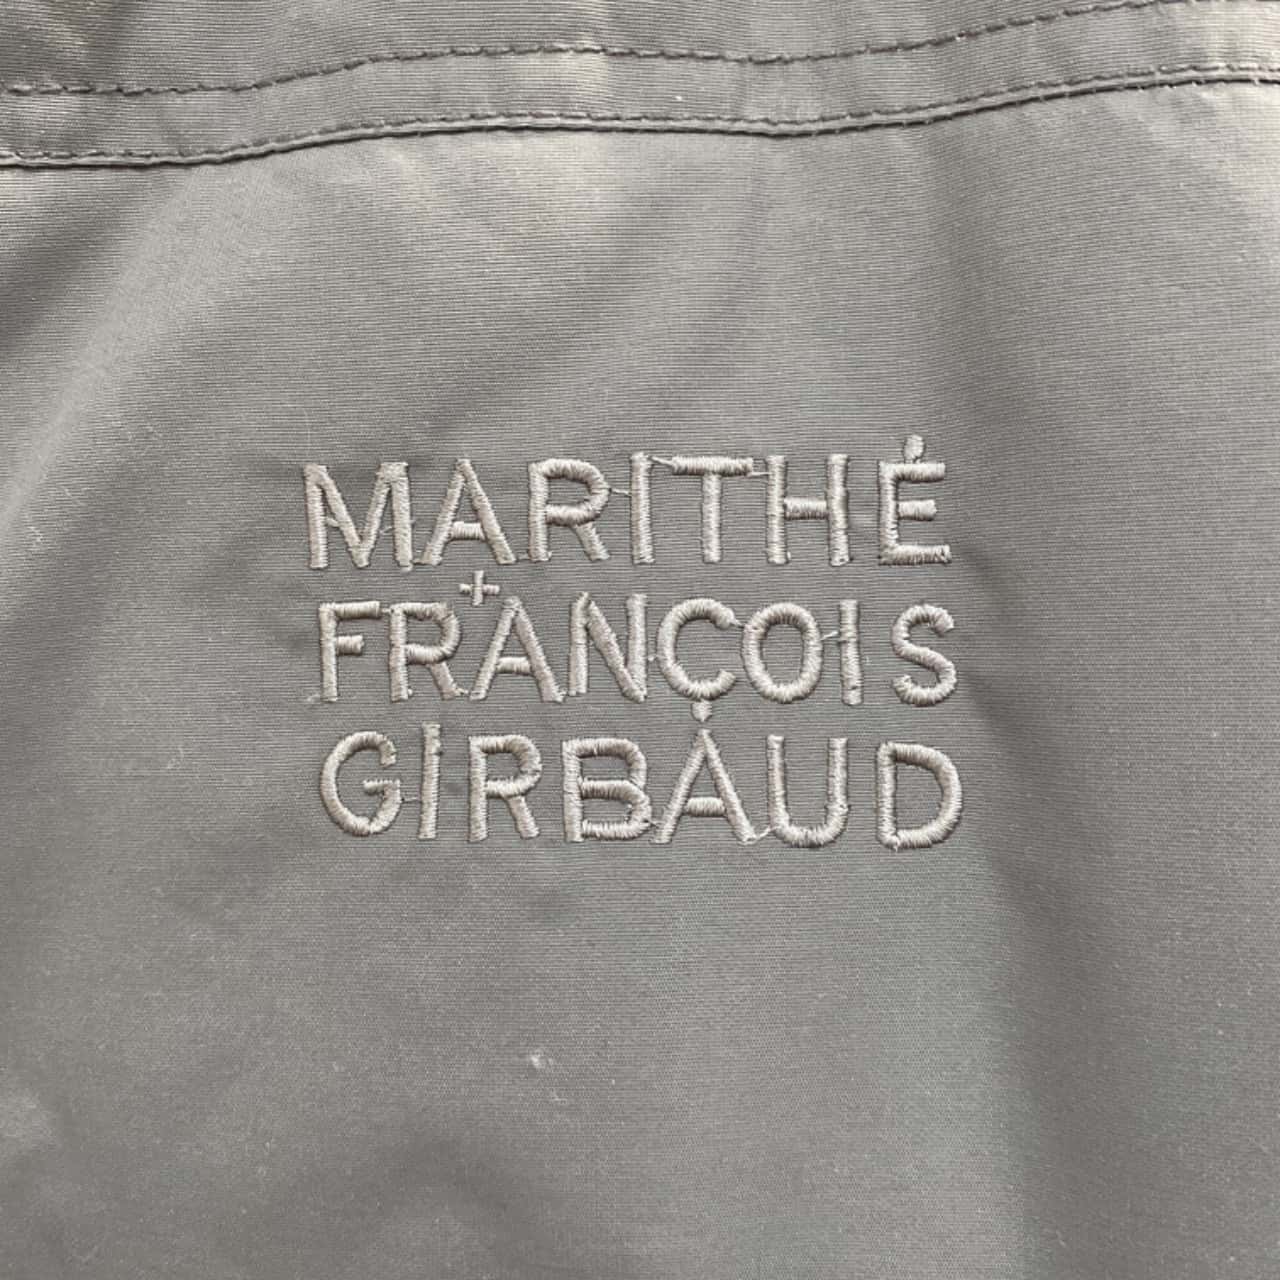 MARITHÉ
+
FRANÇOIS
GIRBAUD